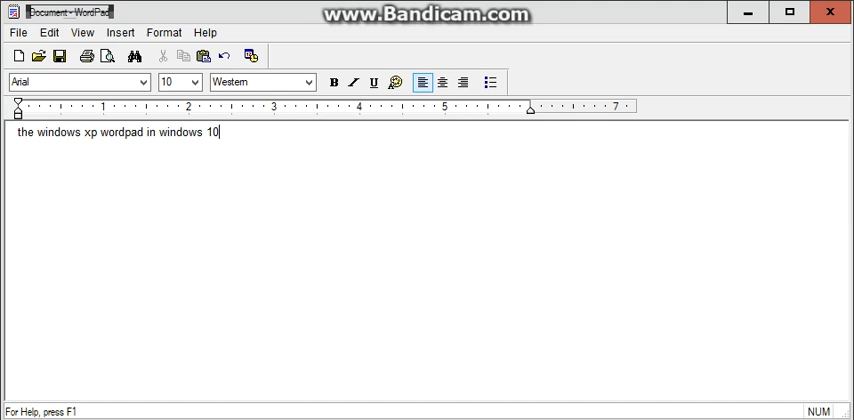 Document - WordPad
www.Bandicam.com
File Edit View Insert Format Help
Arial 10 Western B I U
1 2 3 4 5 7
the windows xp wordpad in windows 10
For Help, press F1 NUM